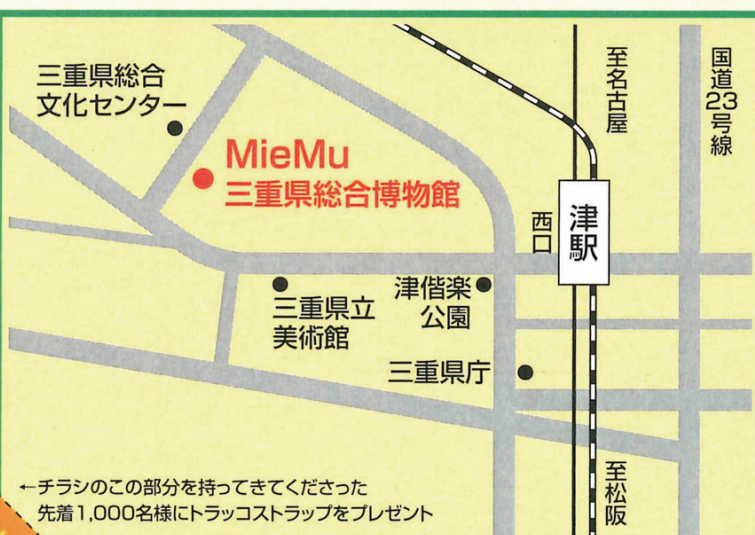 三重県総合
文化センター
MieMu
三重県総合博物館
至名古屋
国道23号線
西口
津駅
三重県立
美術館
津偕楽
公園
三重県庁
至松阪
←チラシのこの部分を持ってきてくださった
先着1,000名様にトラッコストラップをプレゼント